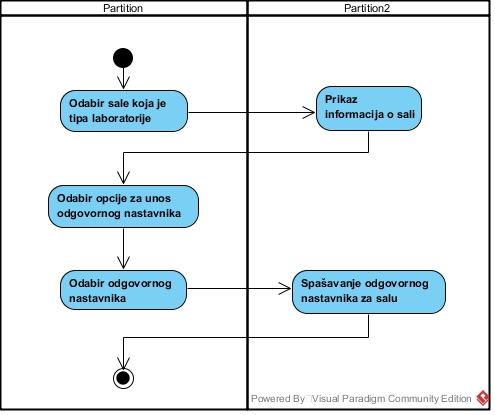 Partition
Partition2
Odabir sale koja je
tipa laboratorije
Prikaz
informacija o sali
Odabir opcije za unos
odgovornog nastavnika
Odabir odgovornog
nastavnika
Spašavanje odgovornog
nastavnika za salu
Powered By Visual Paradigm Community Edition